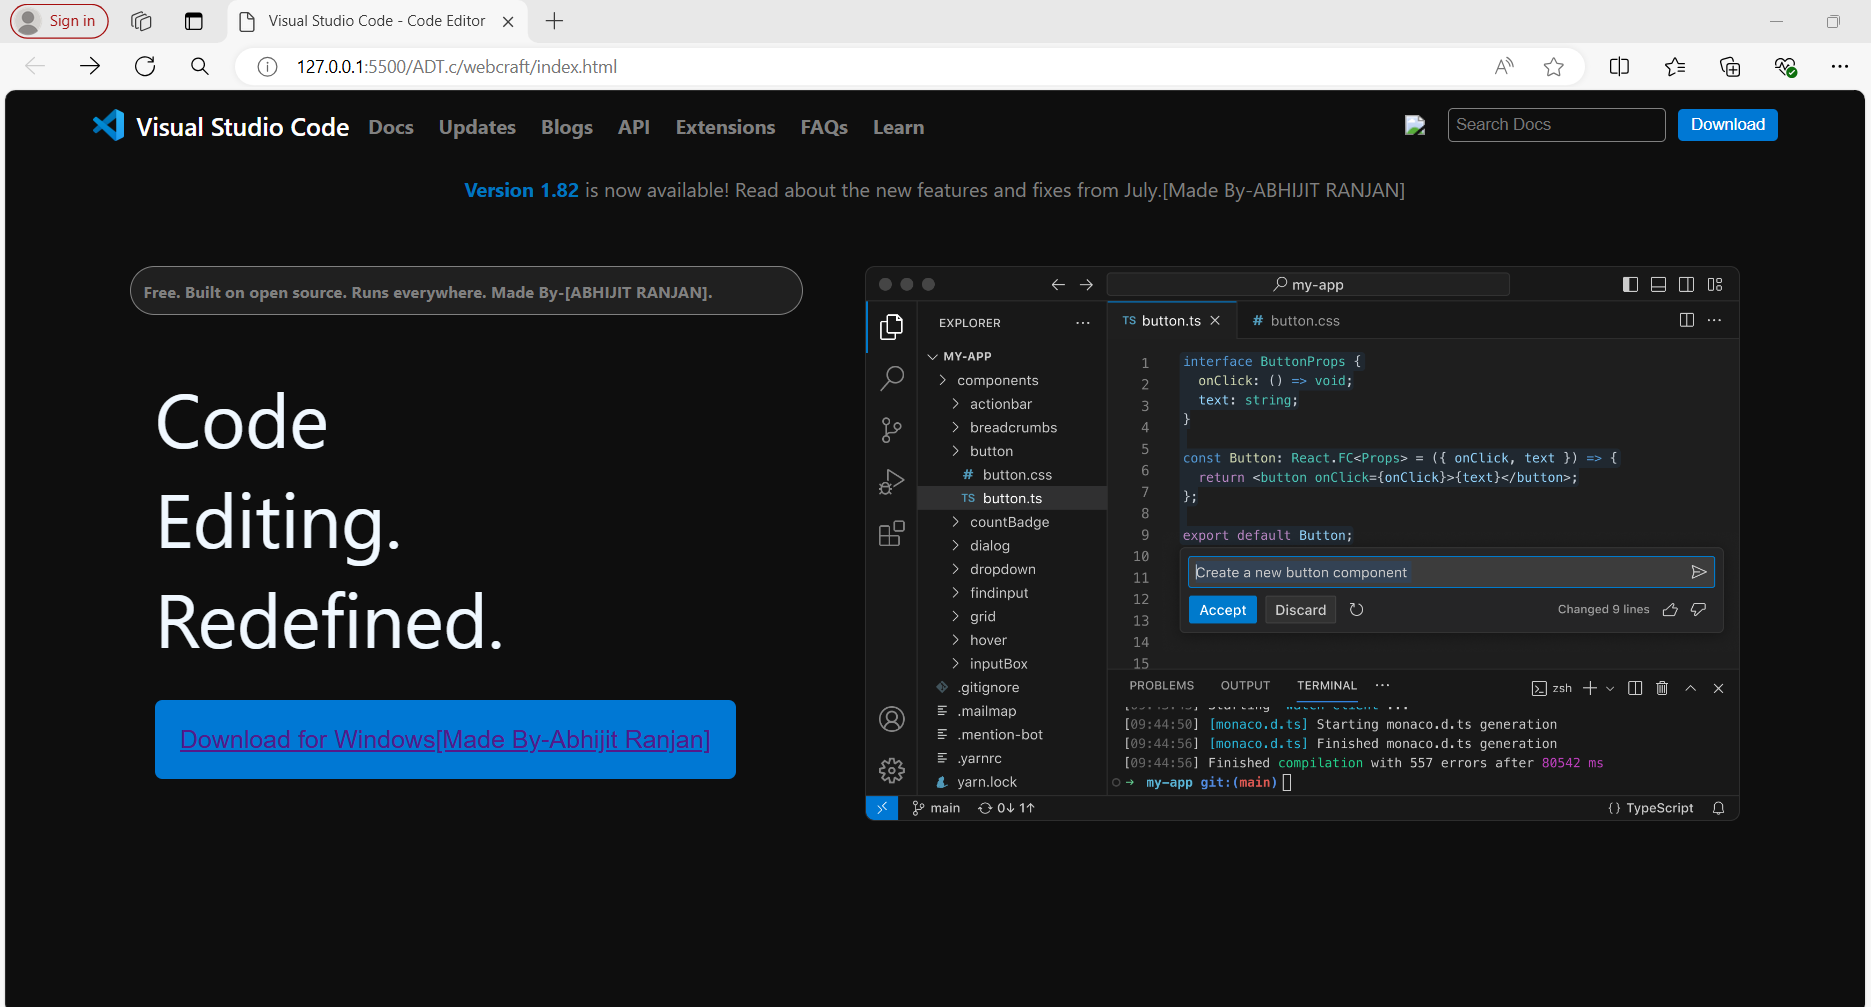 Sign in
Visual Studio Code - Code Editor
127.0.0.1:5500/ADT.c/webcraft/index.html
Visual Studio Code Docs Updates Blogs API Extensions FAQs Learn
Search Docs Download
Version 1.82 is now available! Read about the new features and fixes from July.[Made By-ABHIJIT RANJAN]
Free. Built on open source. Runs everywhere. Made By-[ABHIJIT RANJAN].
Code
Editing.
Redefined.
Download for Windows[Made By-Abhijit Ranjan]
my-app
EXPLORER
MY-APP
components
actionbar
breadcrumbs
button
# button.css
TS button.ts
countBadge
dialog
dropdown
findinput
grid
hover
inputBox
.gitignore
.mailmap
.mention-bot
.yarnrc
yarn.lock
TS button.ts # button.css
1 interface ButtonProps {
2 onClick: () => void;
3 text: string;
4 }
5
6 const Button: React.FC<Props> = ({ onClick, text }) => {
7 return <button onClick={onClick}>{text}</button>;
8 };
9 export default Button;
10
11
12
13
14
15
Create a new button component
Accept Discard Changed 9 lines
PROBLEMS OUTPUT TERMINAL ··· zsh
[09:44:50] [monaco.d.ts] Starting monaco.d.ts generation
[09:44:56] [monaco.d.ts] Finished monaco.d.ts generation
[09:44:56] Finished compilation with 557 errors after 80542 ms
my-app git:(main)
main 0↓ 1↑ {} TypeScript